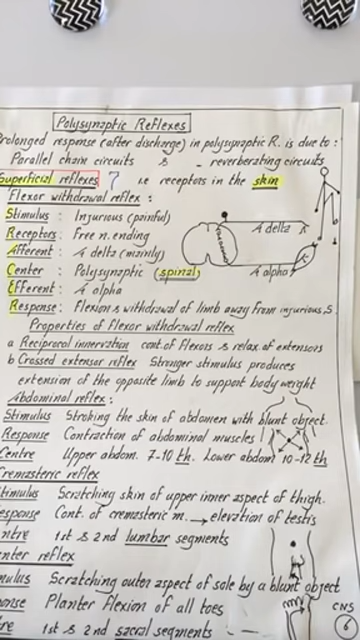 Polysynaptic Reflexes
Prolonged response (after discharge) in polysynaptic R. is due to:
Parallel chain circuits & - reverberating circuits
Superficial reflexes ? i.e receptors in the skin
Flexor withdrawal reflex:
Stimulus: Injurious (painful)
Receptors: Free n. ending A delta
Afferent: A delta (mainly)
Center: Polysynaptic (spinal)
Efferent: A alpha A alpha
Response: Flexion & withdrawal of limb away from injurious S.
Properties of Flexor withdrawal reflex
a Reciprocal innervation cont. of flexors & relax of extensors
b Crossed extensor reflex Stronger stimulus produces
extension of the opposite limb to support body weight
Abdominal reflex:
Stimulus Stroking the skin of abdomen with blunt object.
Response Contraction of abdominal muscles
Centre Upper abdom. 7-10 th. Lower abdom 10-12 th
Cremasteric reflex
Stimulus Scratching skin of upper inner aspect of thigh.
esponse Cont. of cremasteric m. → elevation of testis
ntre 1st & 2nd lumbar segments
nter reflex
mulus Scratching outer aspect of sole by a blunt object
onse Planter flexion of all toes
tre 1st & 2nd sacral segments
CNS
6